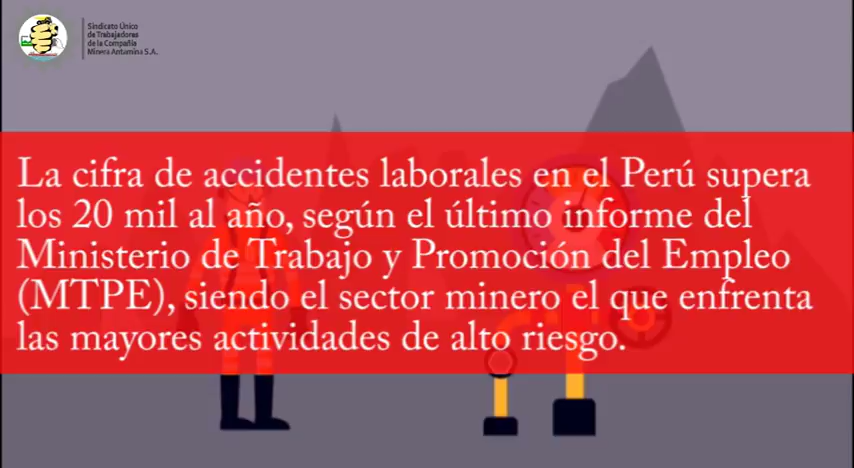 Sindicato Único
de Trabajadores
de la Compañía
Minera Antamina S.A.
La cifra de accidentes laborales en el Perú supera
los 20 mil al año, según el último informe del
Ministerio de Trabajo y Promoción del Empleo
(MTPE), siendo el sector minero el que enfrenta
las mayores actividades de alto riesgo.